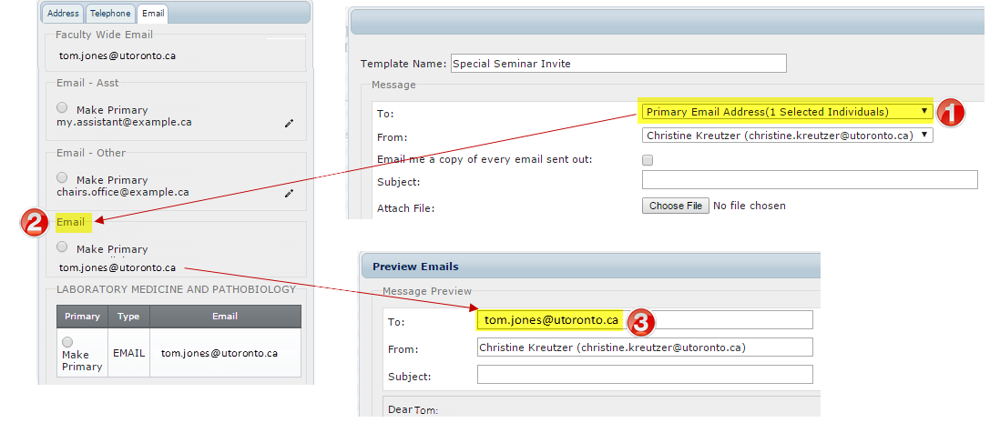 Address Telephone Email
Faculty Wide Email
tom.jones@utoronto.ca
Email - Asst
Make Primary
my.assistant@example.ca
Email - Other
Make Primary
chairs.office@example.ca
2 Email
Make Primary
tom.jones@utoronto.ca
LABORATORY MEDICINE AND PATHOBIOLOGY
Primary Type Email
Make Primary EMAIL tom.jones@utoronto.ca
Template Name: Special Seminar Invite
Message
To: Primary Email Address(1 Selected Individuals) 1
From: Christine Kreutzer (christine.kreutzer@utoronto.ca)
Email me a copy of every email sent out:
Subject:
Attach File: Choose File No file chosen
Preview Emails
Message Preview
To: tom.jones@utoronto.ca 3
From: Christine Kreutzer (christine.kreutzer@utoronto.ca)
Subject:
Dear Tom: